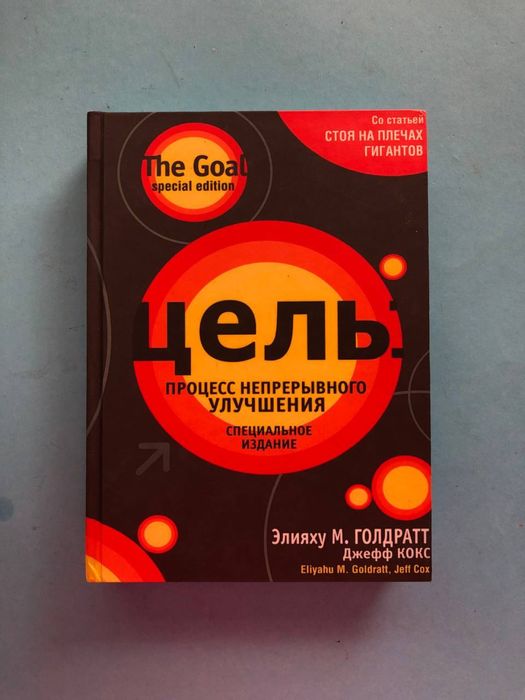 The Goal
special edition
Со статьей
СТОЯ НА ПЛЕЧАХ
ГИГАНТОВ
цель
ПРОЦЕСС НЕПРЕРЫВНОГО
УЛУЧШЕНИЯ
СПЕЦИАЛЬНОЕ
ИЗДАНИЕ
Элияху М. ГОЛДРАТТ
Джефф КОКС
Eliyahu M. Goldratt, Jeff Cox